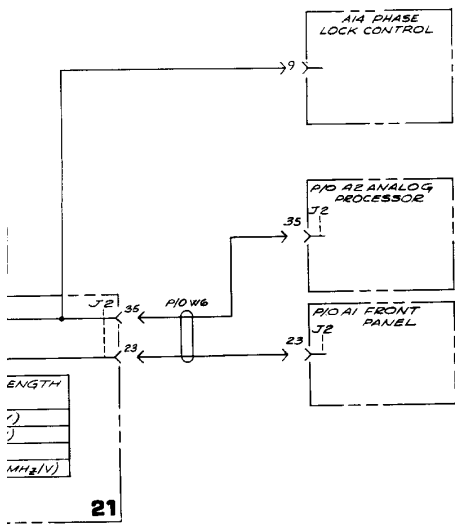 A14 PHASE
LOCK CONTROL
9
P/O A2 ANALOG
PROCESSOR
35
J2
J2
35
P/O W6
P/O A1 FRONT
PANEL
23
J2
23
ENGTH
)
)
(MHz/V)
21